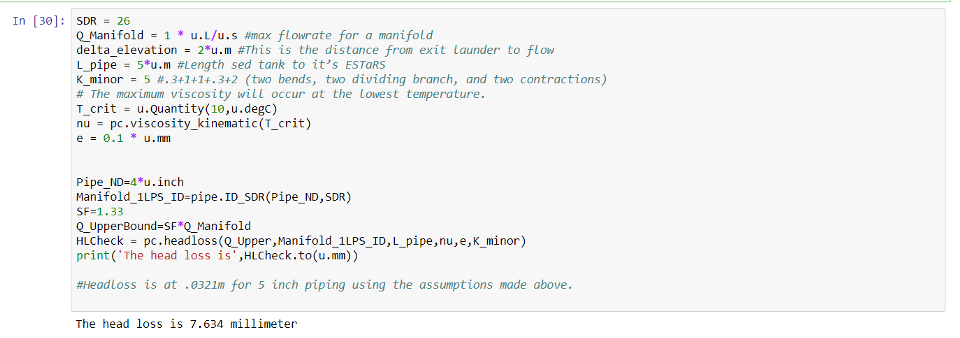 In [30]: SDR = 26
Q_Manifold = 1 * u.L/u.s #max flowrate for a manifold
delta_elevation = 2*u.m #This is the distance from exit launder to flow
L_pipe = 5*u.m #Length sed tank to it's ESTaRS
K_minor = 5 #.3+1+1+.3+2 (two bends, two dividing branch, and two contractions)
# The maximum viscosity will occur at the lowest temperature.
T_crit = u.Quantity(10,u.degC)
nu = pc.viscosity_kinematic(T_crit)
e = 0.1 * u.mm
Pipe_ND=4*u.inch
Manifold_1LPS_ID=pipe.ID_SDR(Pipe_ND,SDR)
SF=1.33
Q_UpperBound=SF*Q_Manifold
HLCheck = pc.headloss(Q_Upper,Manifold_1LPS_ID,L_pipe,nu,e,K_minor)
print('The head loss is',HLCheck.to(u.mm))
#Headloss is at .0321m for 5 inch piping using the assumptions made above.
The head loss is 7.634 millimeter